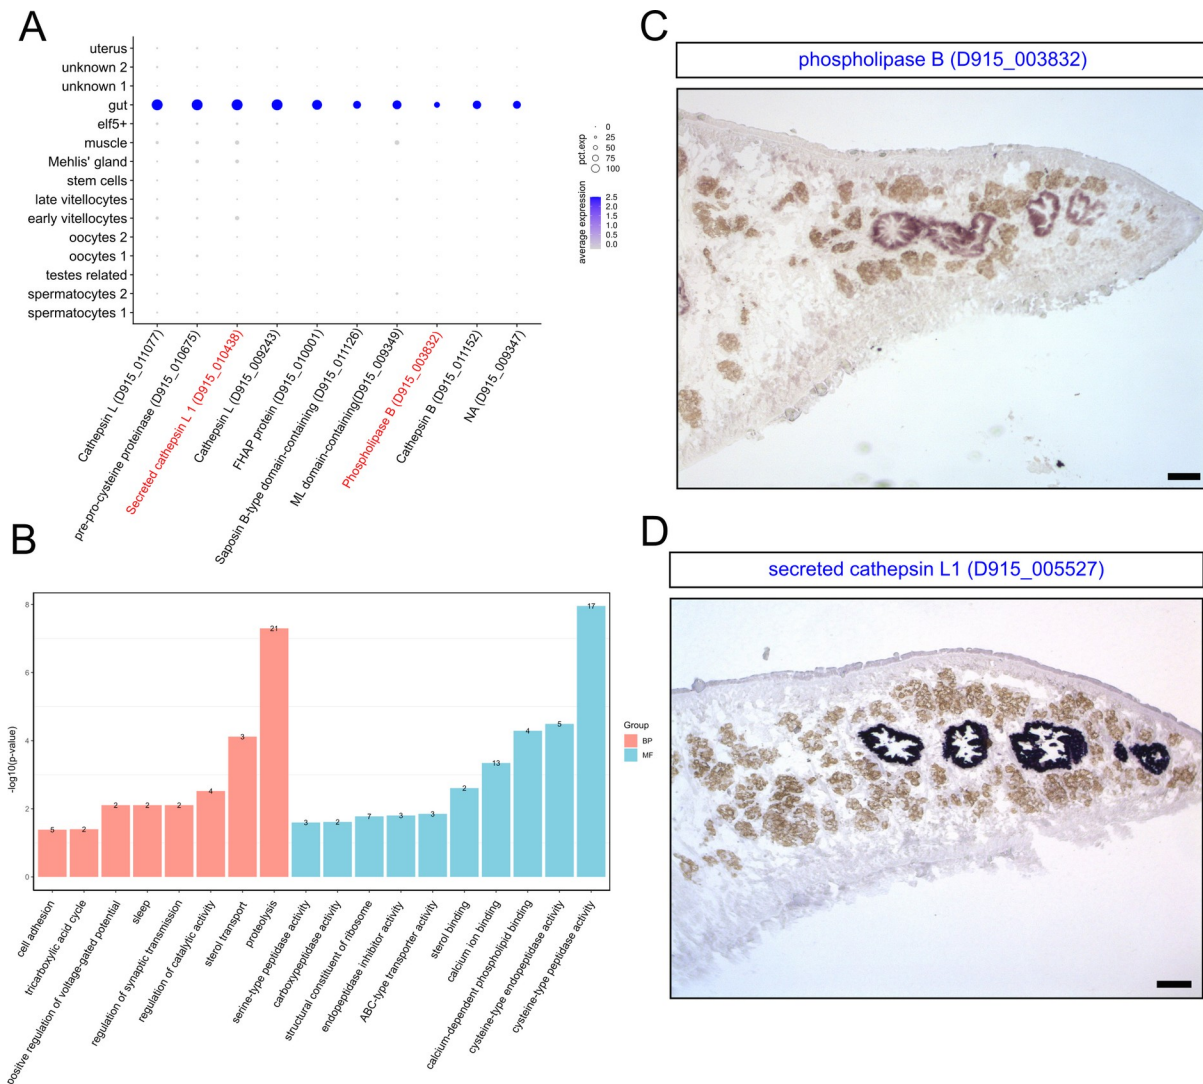 A
uterus
unknown 2
unknown 1
gut
elf5+
muscle
Mehlis' gland
stem cells
late vitellocytes
early vitellocytes
oocytes 2
oocytes 1
testes related
spermatocytes 2
spermatocytes 1
Cathepsin L (D915_011077)
pre-pro-cysteine proteinase (D915_010675)
Secreted cathepsin L 1 (D915_010438)
Cathepsin L (D915_009243)
FHAP protein (D915_010001)
Saposin B-type domain-containing (D915_011126)
ML domain-containing(D915_009349)
Phospholipase B (D915_003832)
Cathepsin B (D915_011152)
NA (D915_009347)
pct.exp
0
25
50
75
100
average expression
2.5
2.0
1.5
1.0
0.5
0.0
B
-log10(p-value)
8
6
4
2
0
5
2
2
2
2
4
3
21
3
2
7
3
3
2
13
4
5
17
cell adhesion
tricarboxylic acid cycle
positve regulation of voltage-gated potential
sleep
regulation of synaptic transmission
regulation of catalytic activity
sterol transport
proteolysis
serine-type peptidase activity
carboxypeptidase activity
structural constituent of ribosome
endopeptidase inhibitor activity
ABC-type transporter activity
sterol binding
calcium ion binding
calcium-dependent phospholipid binding
cysteine-type endopeptidase activity
cysteine-type peptidase activity
Group
BP
MF
C
phospholipase B (D915_003832)
D
secreted cathepsin L1 (D915_005527)